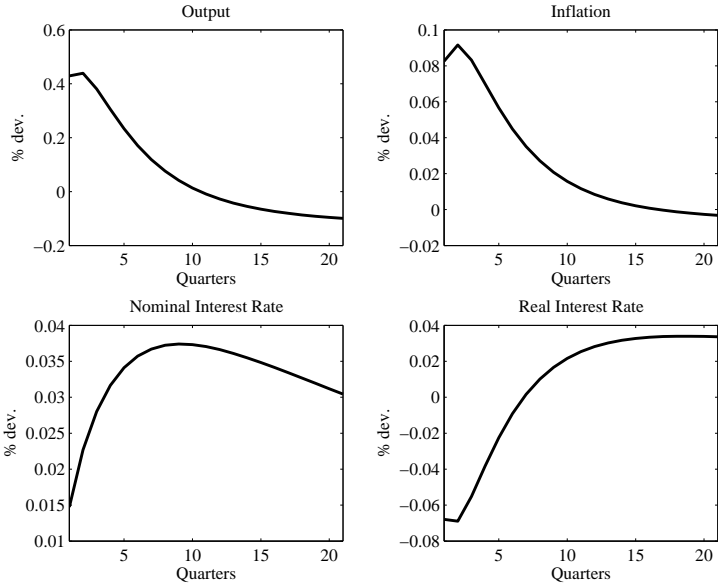 Output
0.6
0.4
0.2
0
−0.2
% dev.
5 10 15 20
Quarters
Inflation
0.1
0.08
0.06
0.04
0.02
0
−0.02
% dev.
5 10 15 20
Quarters
Nominal Interest Rate
0.04
0.035
0.03
0.025
0.02
0.015
0.01
% dev.
5 10 15 20
Quarters
Real Interest Rate
0.04
0.02
0
−0.02
−0.04
−0.06
−0.08
% dev.
5 10 15 20
Quarters